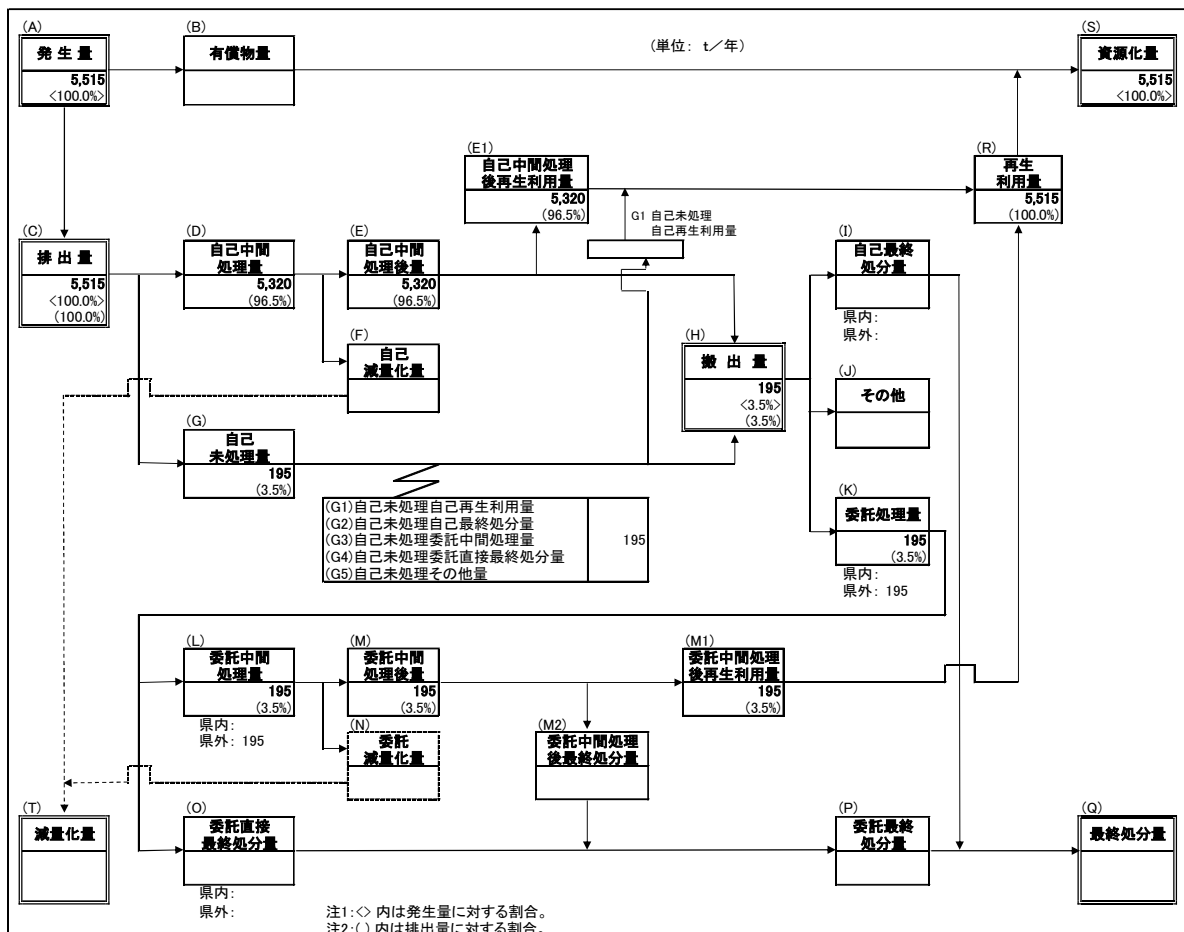 (A)
発 生 量
5,515
<100.0%>
(B)
有償物量
(単位： t／年)
(S)
資源化量
5,515
<100.0%>
(E1)
自己中間処理
後再生利用量
5,320
(96.5%)
(R)
再生
利用量
5,515
(100.0%)
G1 自己未処理
自己再生利用量
(C)
排 出 量
5,515
<100.0%>
(100.0%)
(D)
自己中間
処理量
5,320
(96.5%)
(E)
自己中間
処理後量
5,320
(96.5%)
(I)
自己最終
処分量
県内：
県外：
(F)
自己
減量化量
(H)
搬 出 量
195
<3.5%>
(3.5%)
(J)
その他
(G)
自己
未処理量
195
(3.5%)
(G1)自己未処理自己再生利用量
(G2)自己未処理自己最終処分量
(G3)自己未処理委託中間処理量 195
(G4)自己未処理委託直接最終処分量
(G5)自己未処理その他量
(K)
委託処理量
195
(3.5%)
県内：
県外： 195
(L)
委託中間
処理量
195
(3.5%)
県内：
県外： 195
(M)
委託中間
処理後量
195
(3.5%)
(M1)
委託中間処理
後再生利用量
195
(3.5%)
(N)
委託
減量化量
(M2)
委託中間処理
後最終処分量
(T)
減量化量
(O)
委託直接
最終処分量
県内：
県外：
(P)
委託最終
処分量
(Q)
最終処分量
注1：<> 内は発生量に対する割合。
注2：( ) 内は排出量に対する割合。